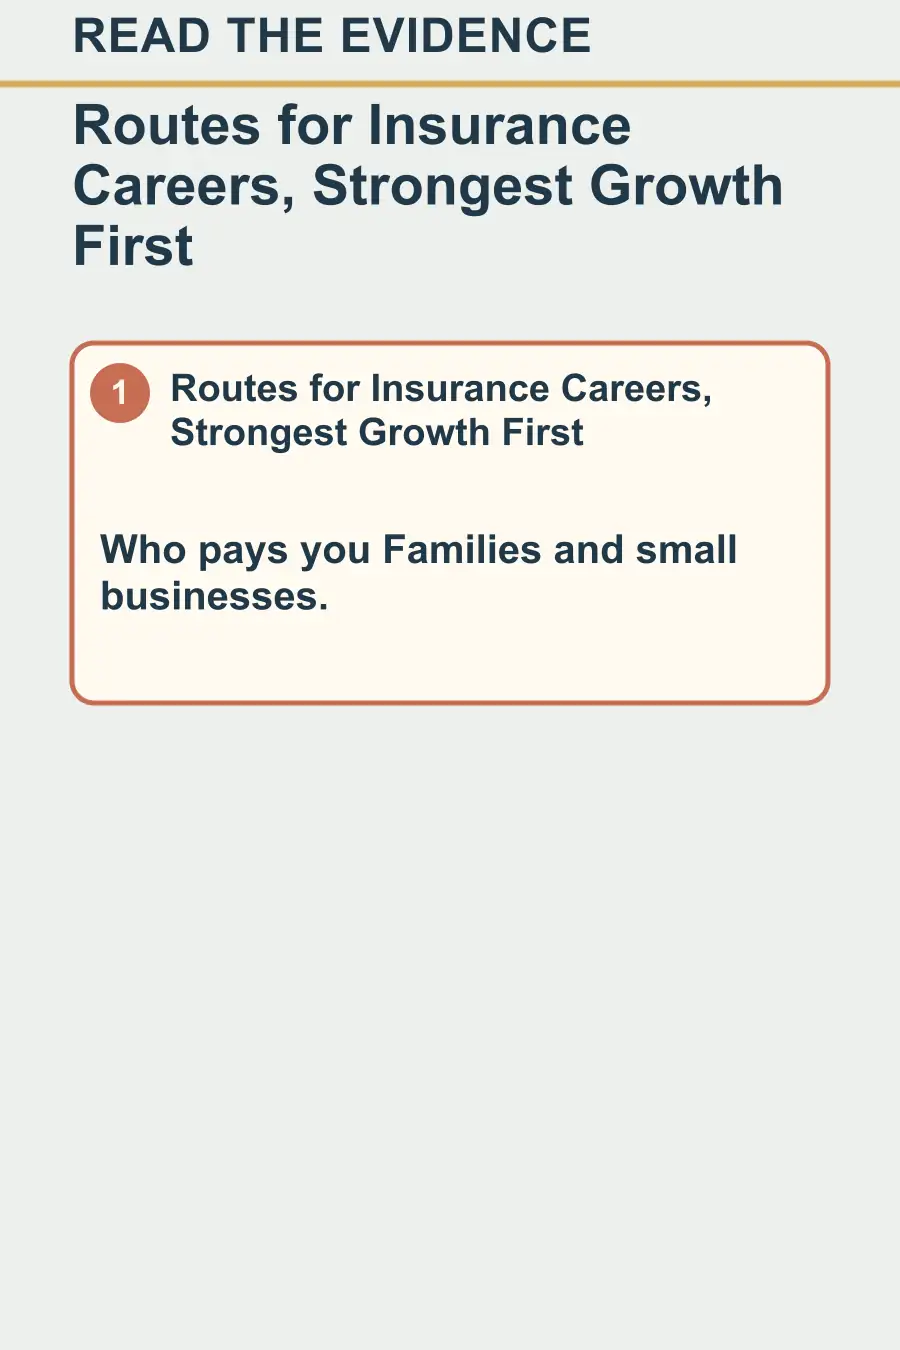 READ THE EVIDENCE
Routes for Insurance
Careers, Strongest Growth
First
1
Routes for Insurance Careers,
Strongest Growth First
Who pays you Families and small
businesses.